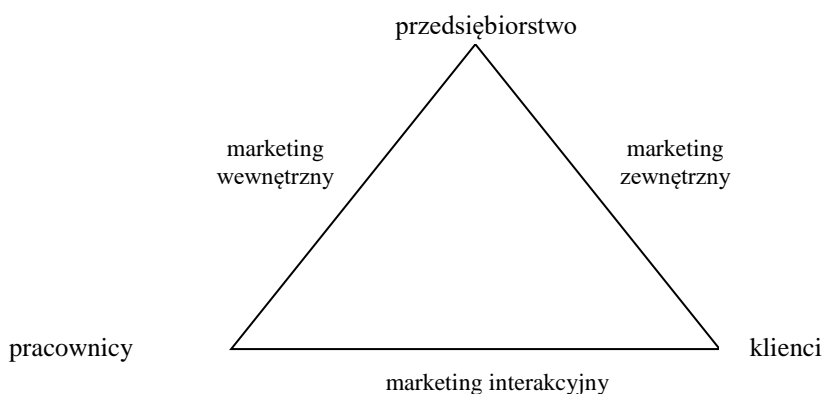 przedsiębiorstwo
marketing
wewnętrzny
marketing
zewnętrzny
pracownicy
klienci
marketing interakcyjny